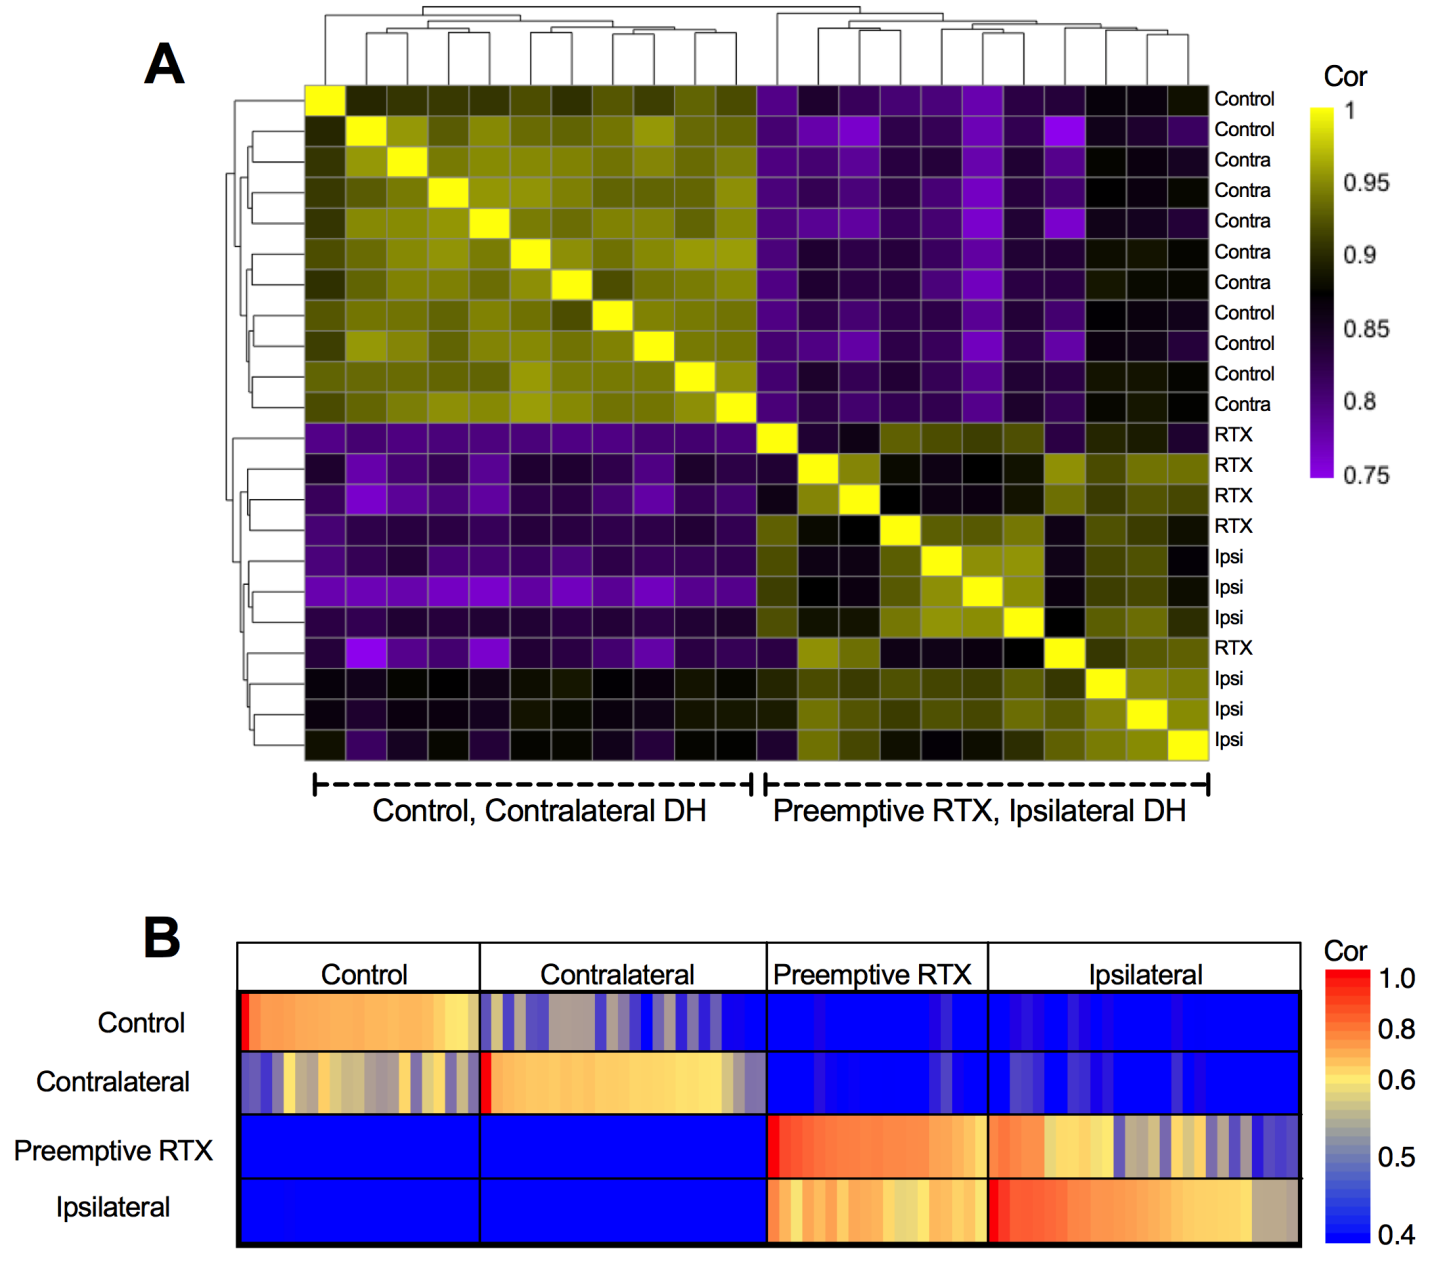 A
Cor
1
0.95
0.9
0.85
0.8
0.75
Control
Control
Contra
Contra
Contra
Contra
Contra
Control
Control
Control
Contra
RTX
RTX
RTX
RTX
Ipsi
Ipsi
Ipsi
RTX
Ipsi
Ipsi
Ipsi
Control, Contralateral DH
Preemptive RTX, Ipsilateral DH
B
Control
Contralateral
Preemptive RTX
Ipsilateral
Control
Contralateral
Preemptive RTX
Ipsilateral
Cor
1.0
0.8
0.6
0.5
0.4